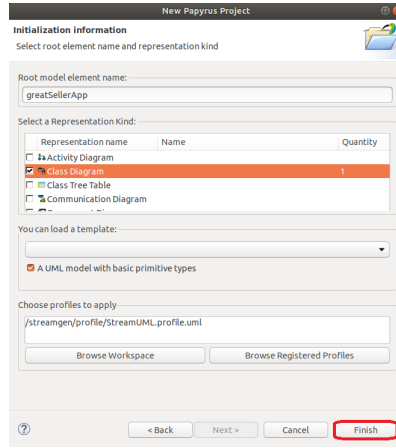 New Papyrus Project
Initialization information
Select root element name and representation kind
Root model element name:
greatSellerApp
Select a Representation Kind:
Representation name Name Quantity
Activity Diagram
Class Diagram 1
Class Tree Table
Communication Diagram
You can load a template:
A UML model with basic primitive types
Choose profiles to apply
/streamgen/profile/StreamUML.profile.uml
Browse Workspace Browse Registered Profiles
? < Back Next > Cancel Finish